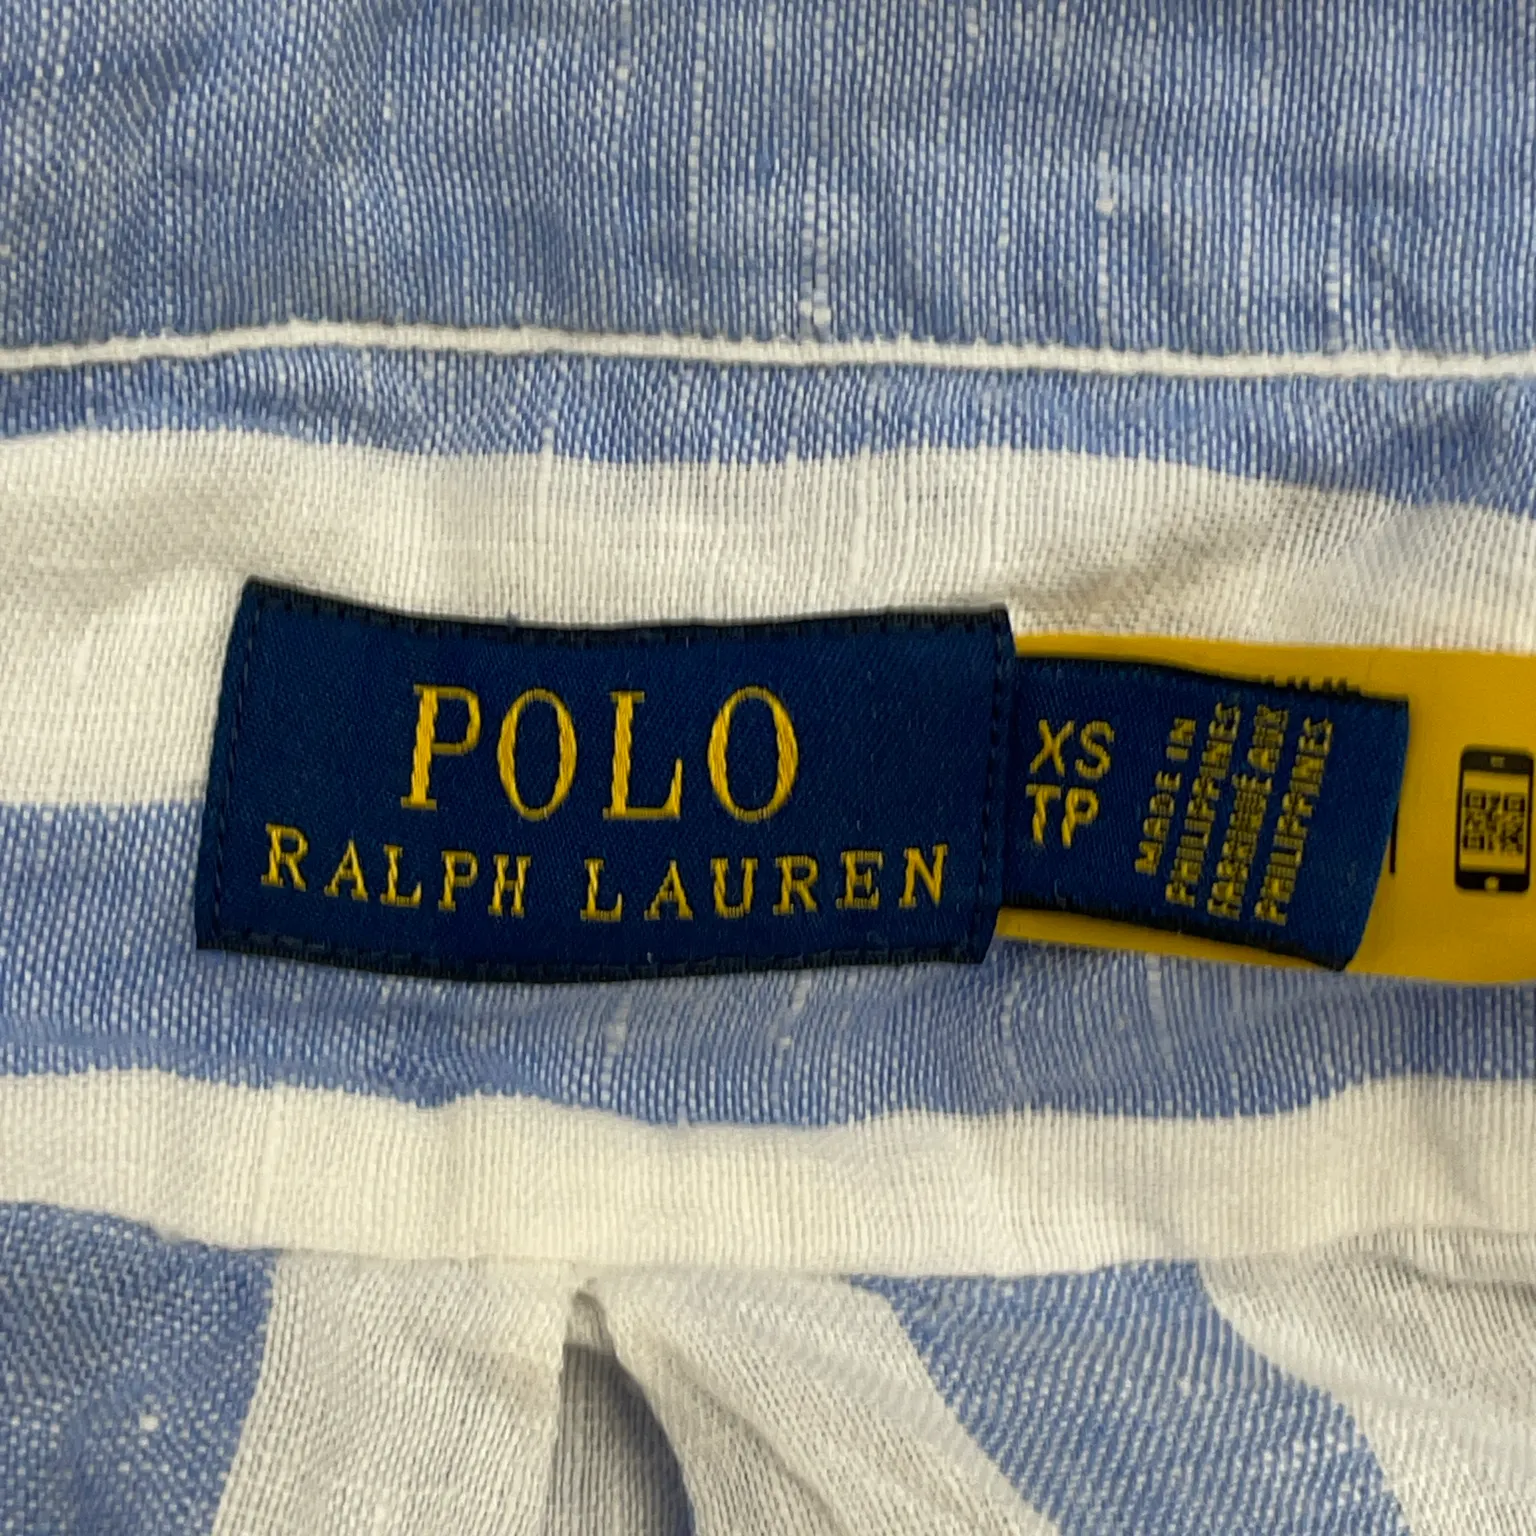 POLO
RALPH LAUREN
XS
TP
MADE IN
PHILIPPINES
FABRIQUE AUX
PHILIPPINES